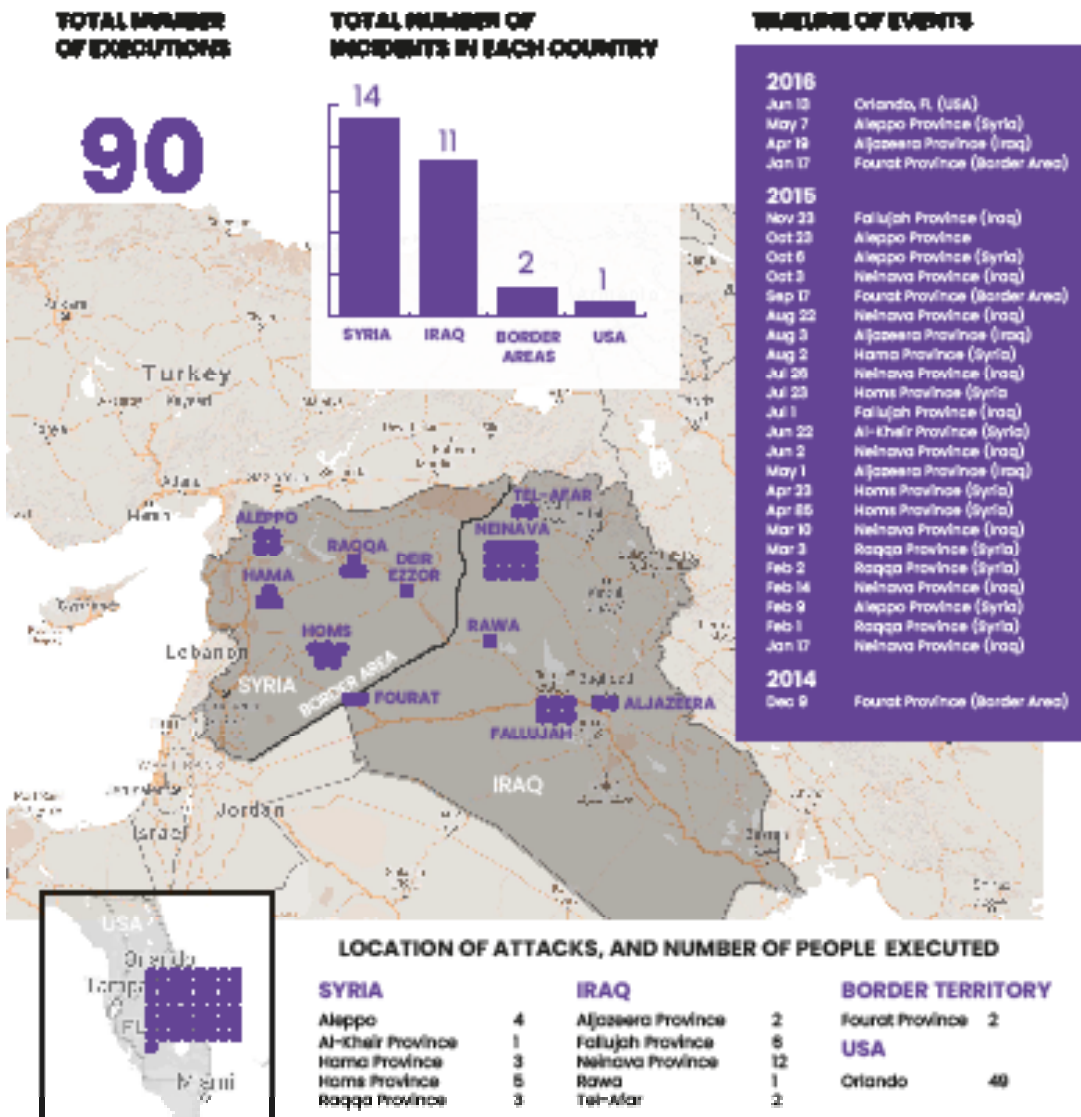 TOTAL NUMBER
OF EXECUTIONS
90
TOTAL NUMBER OF
INCIDENTS IN EACH COUNTRY
14
11
2
1
SYRIA
IRAQ
BORDER
AREAS
USA
TIMELINE OF EVENTS
2016
Jun 13 Orlando, FL (USA)
May 7 Aleppo Province (Syria)
Apr 19 Aljazeera Province (Iraq)
Jan 17 Fourat Province (Border Area)
2015
Nov 23 Fallujah Province (Iraq)
Oct 23 Aleppo Province
Oct 6 Aleppo Province (Syria)
Oct 3 Neinava Province (Iraq)
Sep 17 Fourat Province (Border Area)
Aug 22 Neinava Province (Iraq)
Aug 3 Aljazeera Province (Iraq)
Aug 2 Hama Province (Syria)
Jul 26 Neinava Province (Iraq)
Jul 23 Homs Province (Syria
Jul 1 Fallujah Province (Iraq)
Jun 22 Al-Kheir Province (Syria)
Jun 2 Neinava Province (Iraq)
May 1 Aljazeera Province (Iraq)
Apr 23 Homs Province (Syria)
Apr Homs Province (Syria)
Mar 10 Neinava Province (Iraq)
Mar 3 Raqqa Province (Syria)
Feb 2 Raqqa Province (Syria)
Feb 14 Neinava Province (Iraq)
Feb 9 Aleppo Province (Syria)
Feb 1 Raqqa Province (Syria)
Jan 17 Neinava Province (Iraq)
2014
Dec 9 Fourat Province (Border Area)
Turkey
Adana
TEL-AFAR
ALEPPO
NEINAVA
RAQQA
DEIR
EZZOR
HAMA
HOMS
RAWA
Lebanon
SYRIA
BORDER AREA
FOURAT
Baghdad
ALJAZEERA
FALLUJAH
IRAQ
Jordan
Israel
USA
Orlando
Tampa
FL
Miami
LOCATION OF ATTACKS, AND NUMBER OF PEOPLE EXECUTED
SYRIA
Aleppo 4
Al-Kheir Province 1
Hama Province 3
Homs Province 5
Raqqa Province 3
IRAQ
Aljazeera Province 2
Fallujah Province 6
Neinava Province 12
Rawa 1
Tel-Afar 2
BORDER TERRITORY
Fourat Province 2
USA
Orlando 49